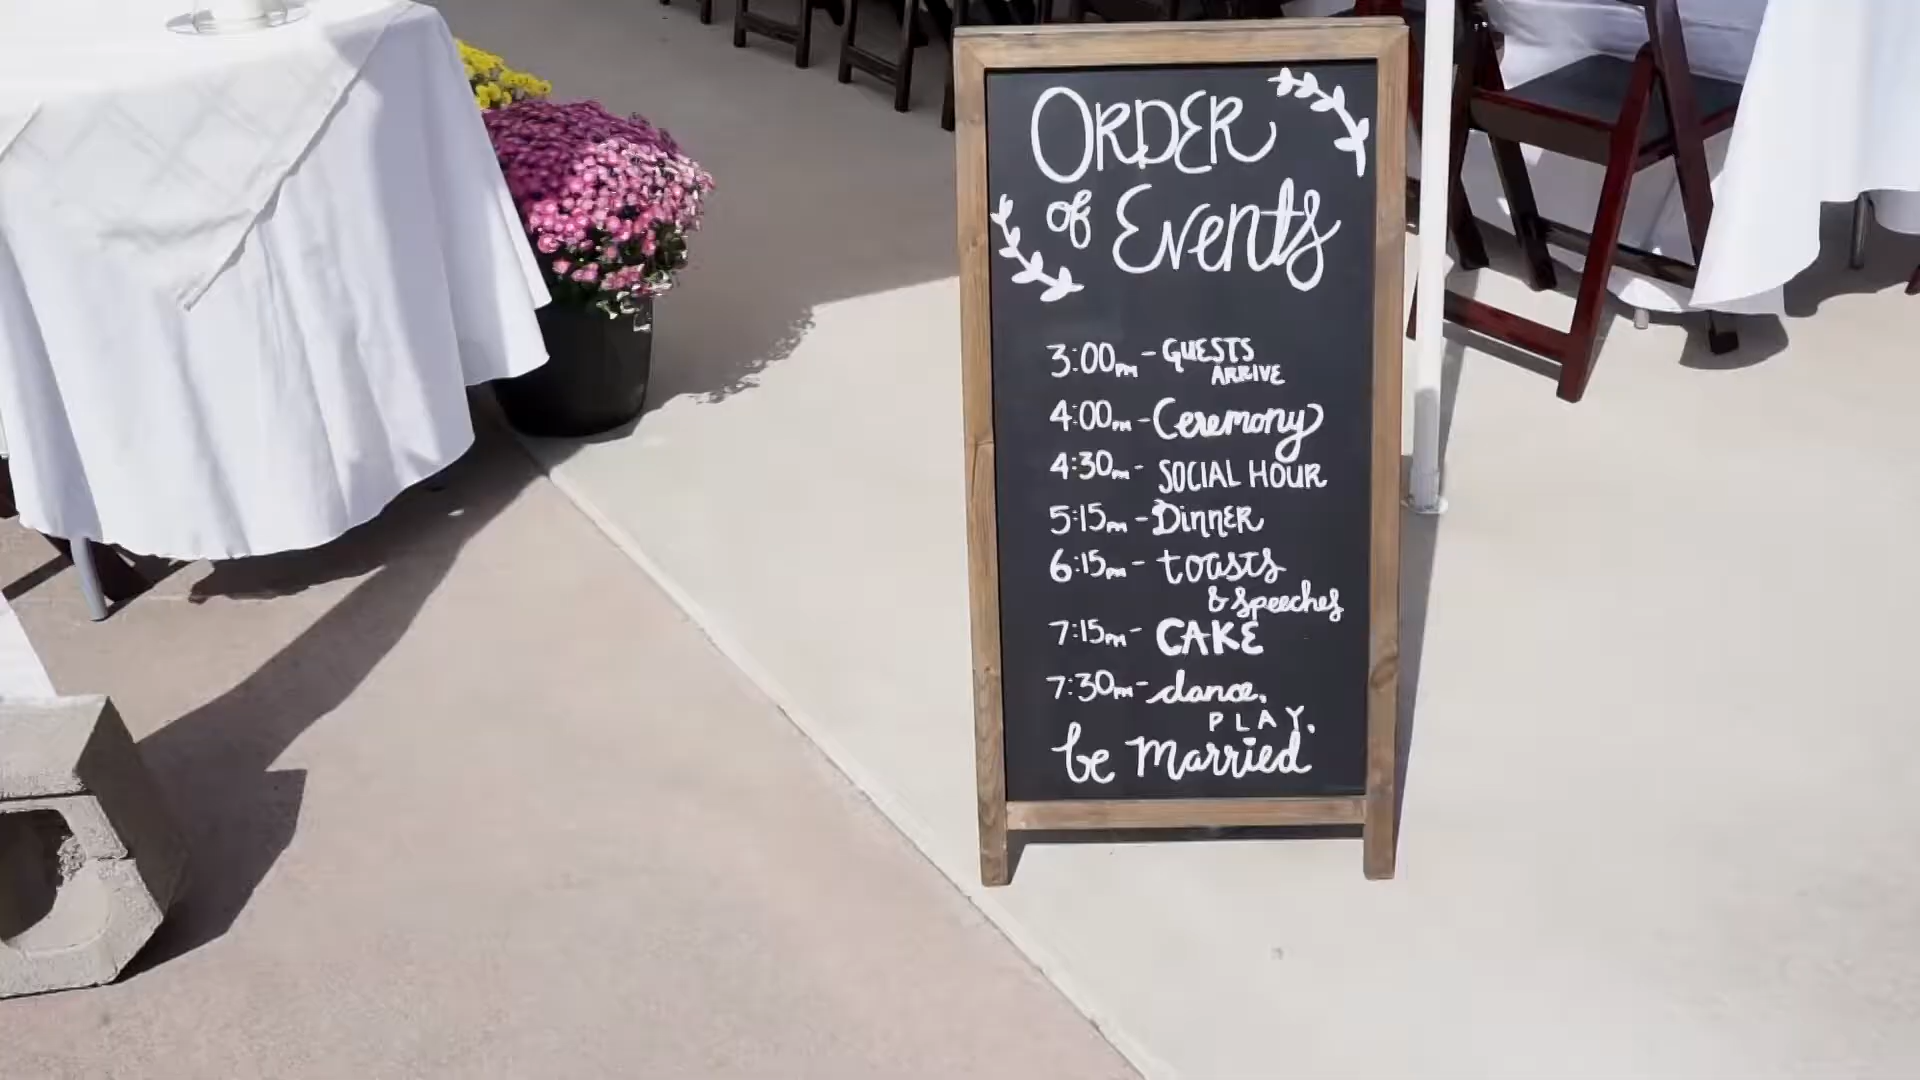 ORDER
of Events
3:00PM - GUESTS
ARRIVE
4:00PM - Ceremony
4:30PM - SOCIAL HOUR
5:15PM - DinnER
6:15PM - toasts
& speeches
7:15PM - CAKE
7:30PM - dance,
PLAY,
be Married